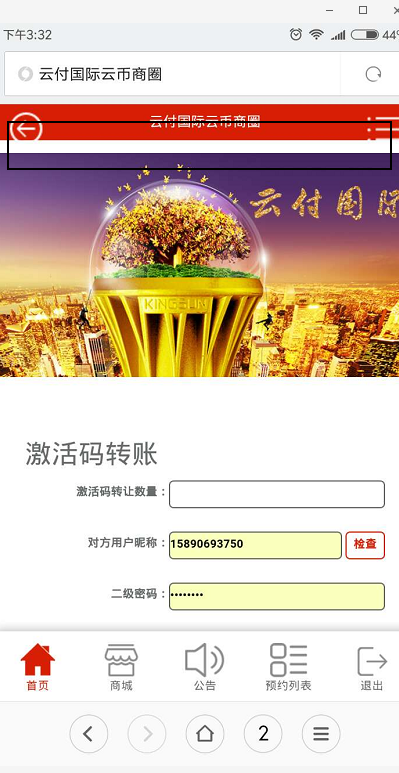 下午3:32
44%
云付国际云币商圈
云付国际云币商圈
云付国际
KINGSUN
激活码转账
激活码转让数量：
对方用户昵称：15890693750 检查
二级密码：••••••••
首页 商城 公告 预约列表 退出
2